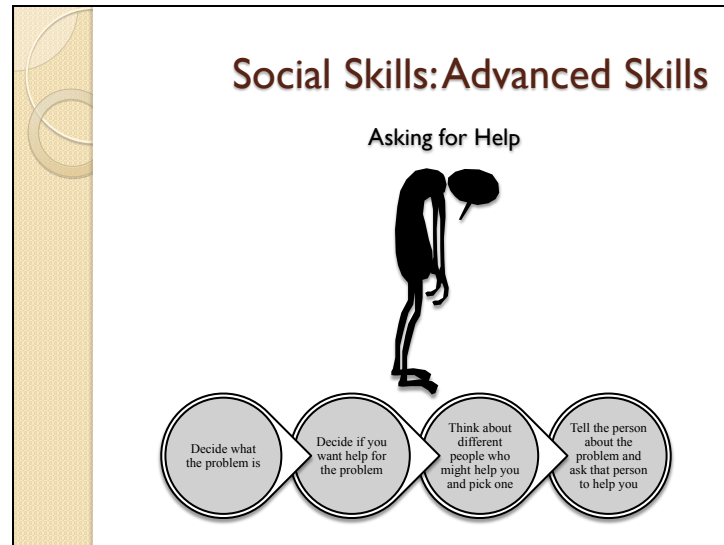 Social Skills: Advanced Skills
Asking for Help
Decide what
the problem is
Decide if you
want help for
the problem
Think about
different
people who
might help you
and pick one
Tell the person
about the
problem and
ask that person
to help you